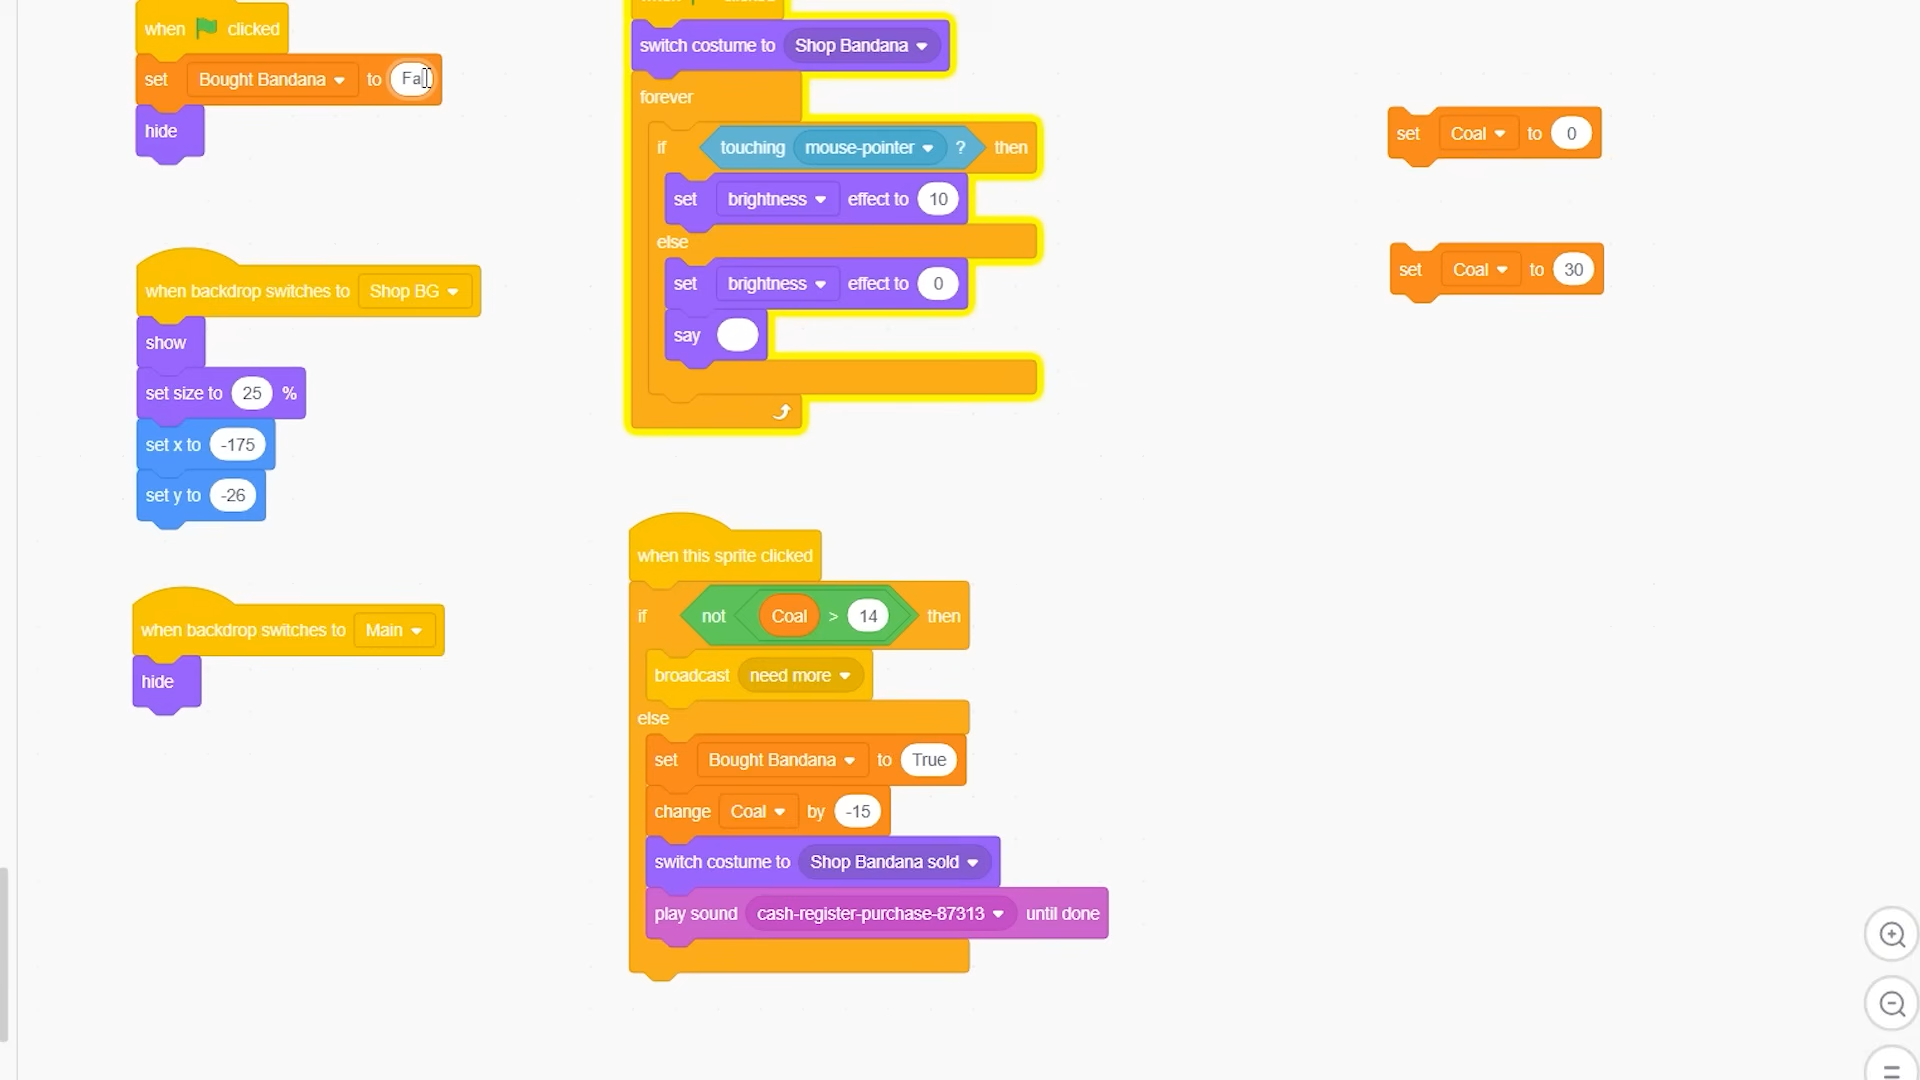 when clicked
set Bought Bandana to Fa
hide
when backdrop switches to Shop BG
show
set size to 25 %
set x to -175
set y to -26
when backdrop switches to Main
hide
switch costume to Shop Bandana
forever
if touching mouse-pointer ? then
set brightness effect to 10
else
set brightness effect to 0
say
when this sprite clicked
if not Coal > 14 then
broadcast need more
else
set Bought Bandana to True
change Coal by -15
switch costume to Shop Bandana sold
play sound cash-register-purchase-87313 until done
set Coal to 0
set Coal to 30